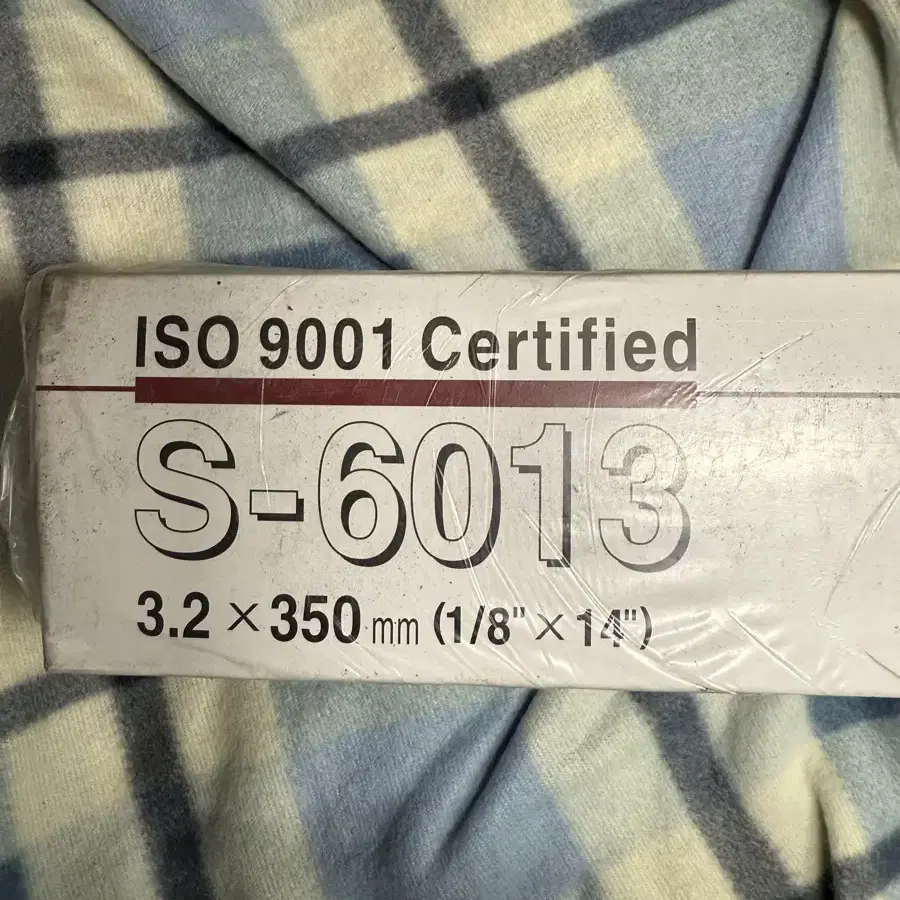 ISO 9001 Certified
S-6013
3.2 × 350 mm (1/8" × 14")